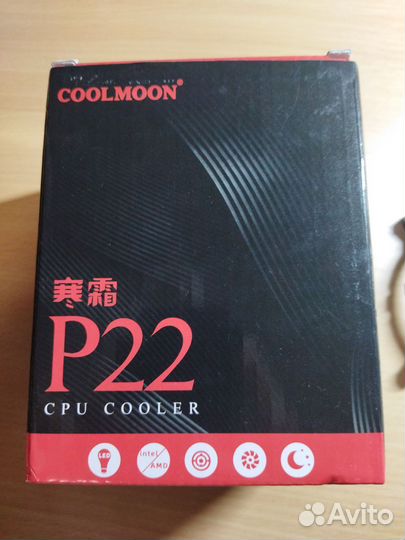 COOLMOON®
寒霜
P22
CPU COOLER
LED
intel
AMD
Avito